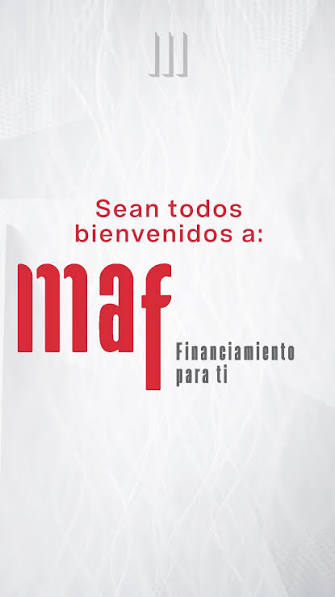 Sean todos
bienvenidos a:
maf
Financiamiento
para ti